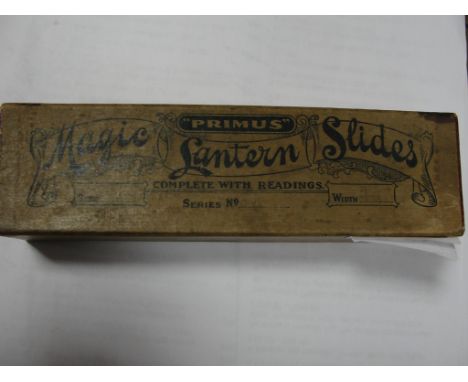 "PRIMUS"
Magic Lantern Slides
COMPLETE WITH READINGS.
SERIES Nº
WIDTH